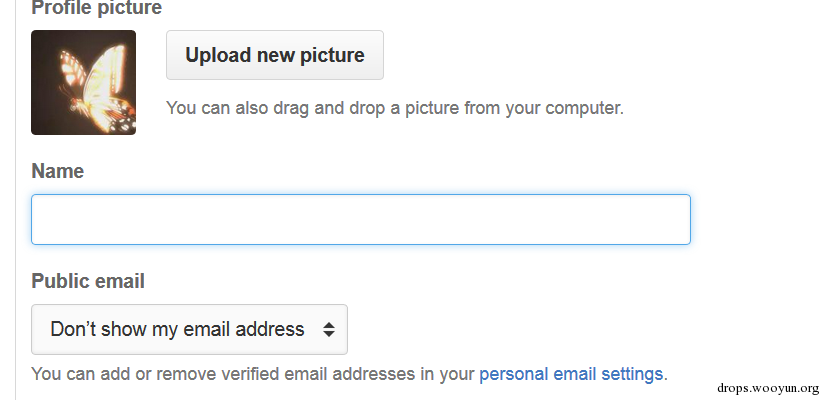 Profile picture
Upload new picture
You can also drag and drop a picture from your computer.
Name
Public email
Don’t show my email address
You can add or remove verified email addresses in your personal email settings.
drops.wooyun.org